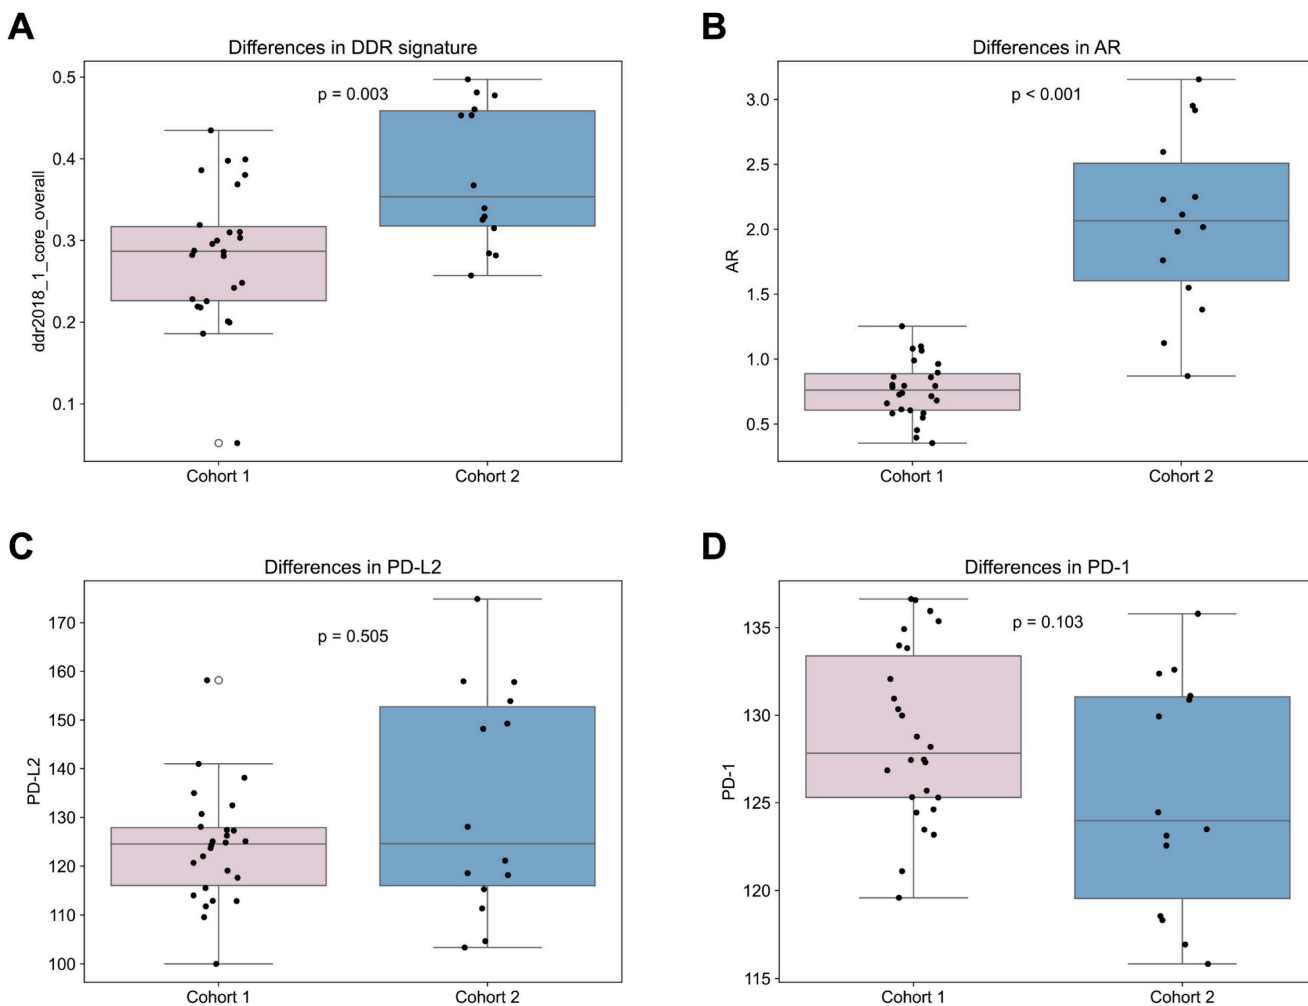 A
Differences in DDR signature
p = 0.003
ddr2018_1_core_overall
0.5
0.4
0.3
0.2
0.1
Cohort 1
Cohort 2
B
Differences in AR
p < 0.001
AR
3.0
2.5
2.0
1.5
1.0
0.5
Cohort 1
Cohort 2
C
Differences in PD-L2
p = 0.505
PD-L2
170
160
150
140
130
120
110
100
Cohort 1
Cohort 2
D
Differences in PD-1
p = 0.103
PD-1
135
130
125
120
115
Cohort 1
Cohort 2